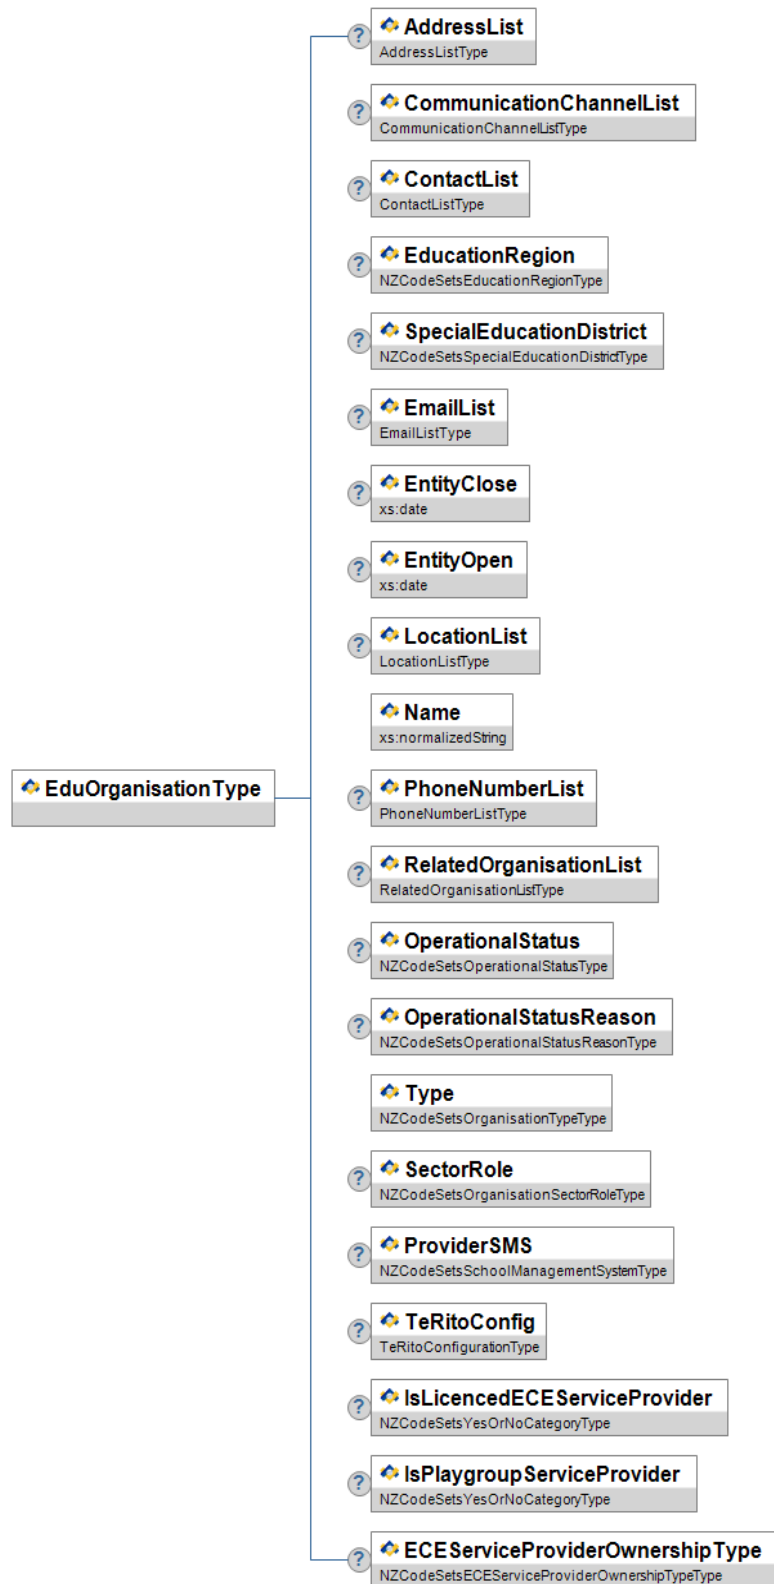 ?
AddressList
AddressListType
?
CommunicationChannelList
CommunicationChannelListType
?
ContactList
ContactListType
?
EducationRegion
NZCodeSetsEducationRegionType
?
SpecialEducationDistrict
NZCodeSetsSpecialEducationDistrictType
?
EmailList
EmailListType
?
EntityClose
xs:date
?
EntityOpen
xs:date
?
LocationList
LocationListType
Name
xs:normalizedString
EduOrganisationType
?
PhoneNumberList
PhoneNumberListType
?
RelatedOrganisationList
RelatedOrganisationListType
?
OperationalStatus
NZCodeSetsOperationalStatusType
?
OperationalStatusReason
NZCodeSetsOperationalStatusReasonType
Type
NZCodeSetsOrganisationTypeType
?
SectorRole
NZCodeSetsOrganisationSectorRoleType
?
ProviderSMS
NZCodeSetsSchoolManagementSystemType
?
TeRitoConfig
TeRitoConfigurationType
?
IsLicencedECEServiceProvider
NZCodeSetsYesOrNoCategoryType
?
IsPlaygroupServiceProvider
NZCodeSetsYesOrNoCategoryType
?
ECEServiceProviderOwnershipType
NZCodeSetsECEServiceProviderOwnershipTypeType